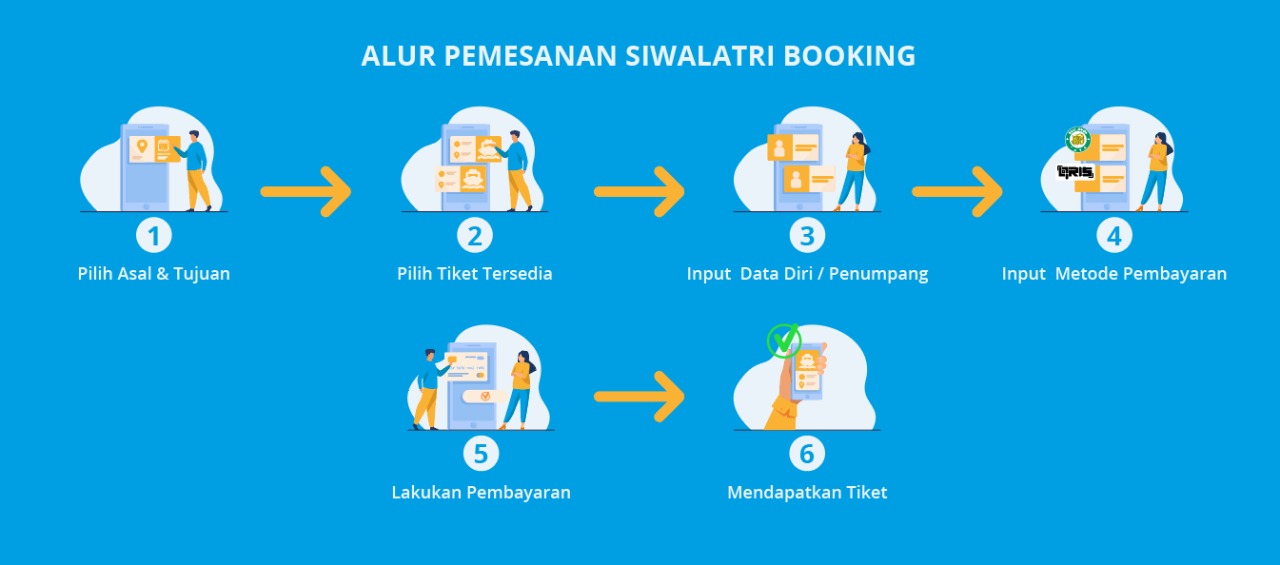 ALUR PEMESANAN SIWALATRI BOOKING
QRIS
1
2
3
4
Pilih Asal & Tujuan
Pilih Tiket Tersedia
Input Data Diri / Penumpang
Input Metode Pembayaran
5
6
Lakukan Pembayaran
Mendapatkan Tiket